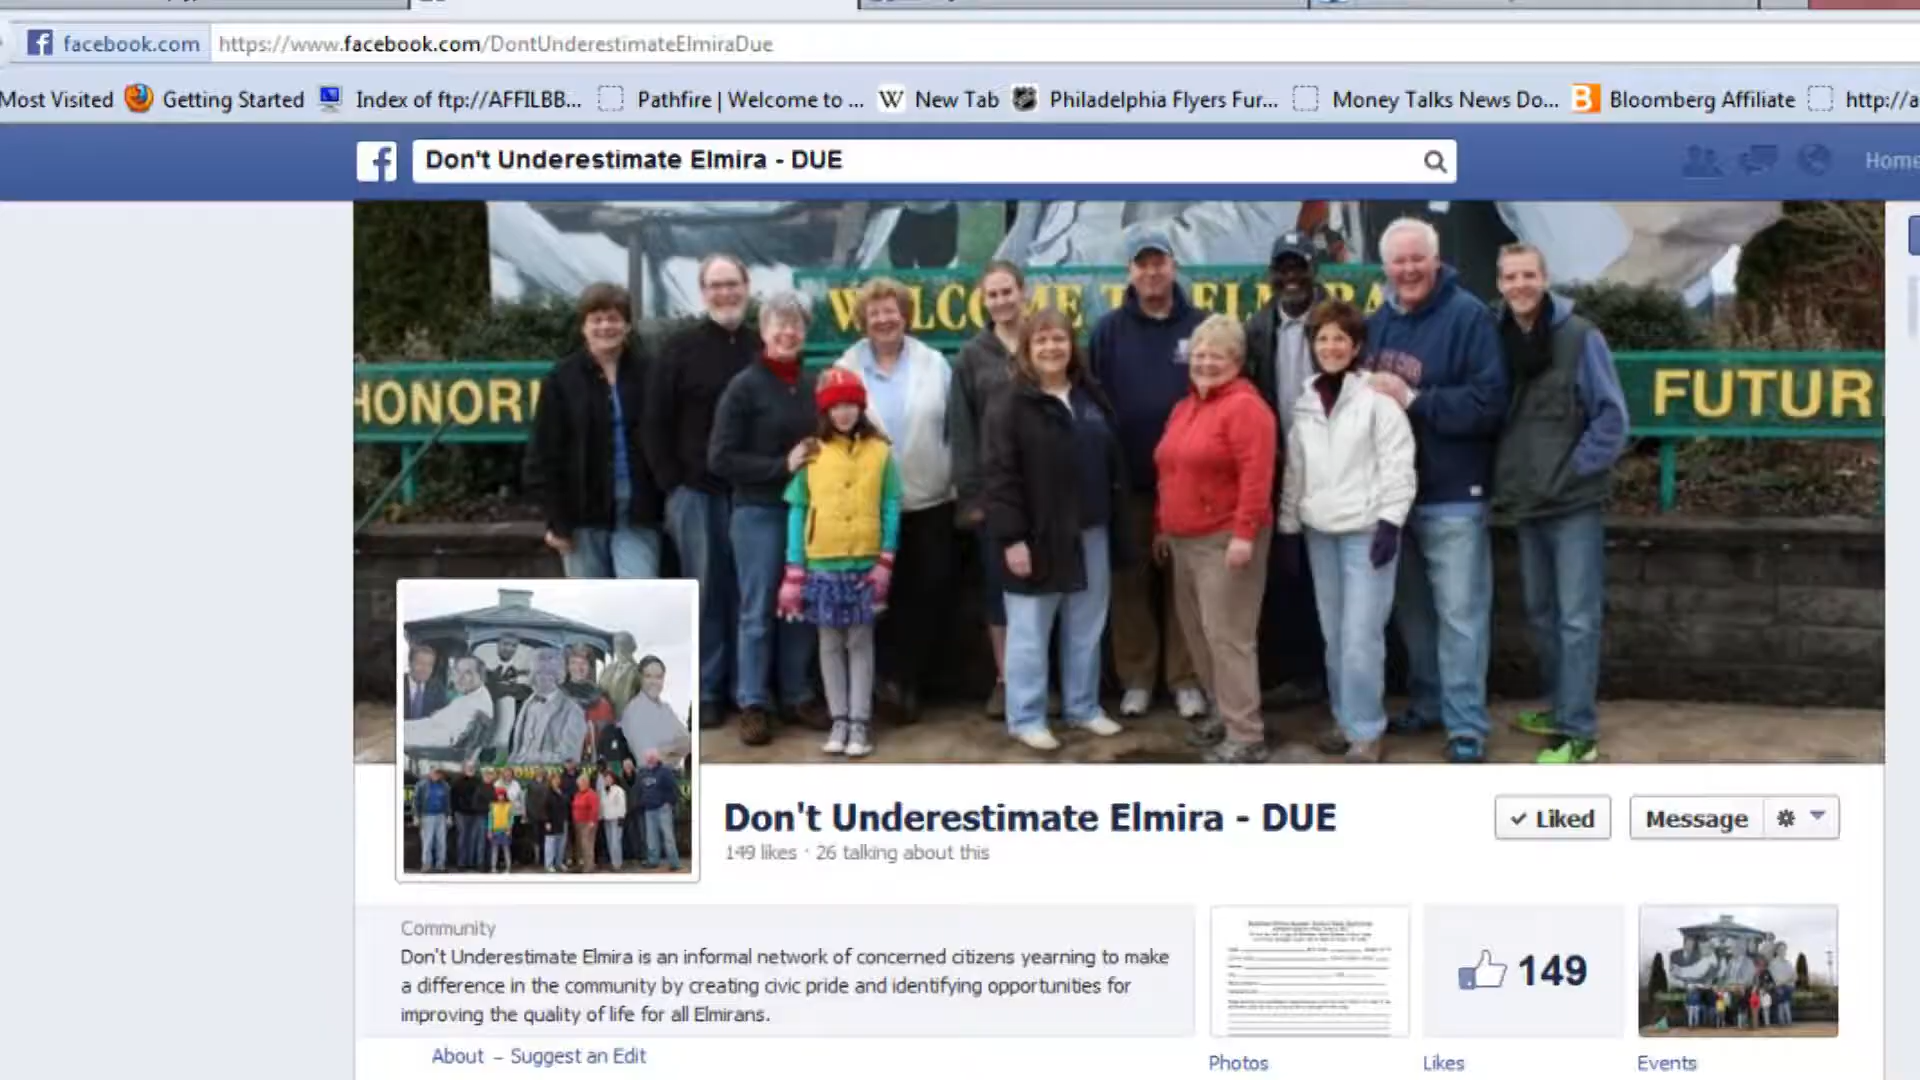 facebook.com https://www.facebook.com/DontUnderestimateElmiraDue
Most Visited Getting Started Index of ftp://AFFILBB... Pathfire | Welcome to ... New Tab Philadelphia Flyers Fur... Money Talks News Do... Bloomberg Affiliate http://a
Don't Underestimate Elmira - DUE
Home
WELCOME TO ELMIRA
HONORI
FUTUR
Don't Underestimate Elmira - DUE
Liked
Message
149 likes · 26 talking about this
Community
Don't Underestimate Elmira is an informal network of concerned citizens yearning to make
a difference in the community by creating civic pride and identifying opportunities for
improving the quality of life for all Elmirans.
149
About – Suggest an Edit
Photos
Likes
Events